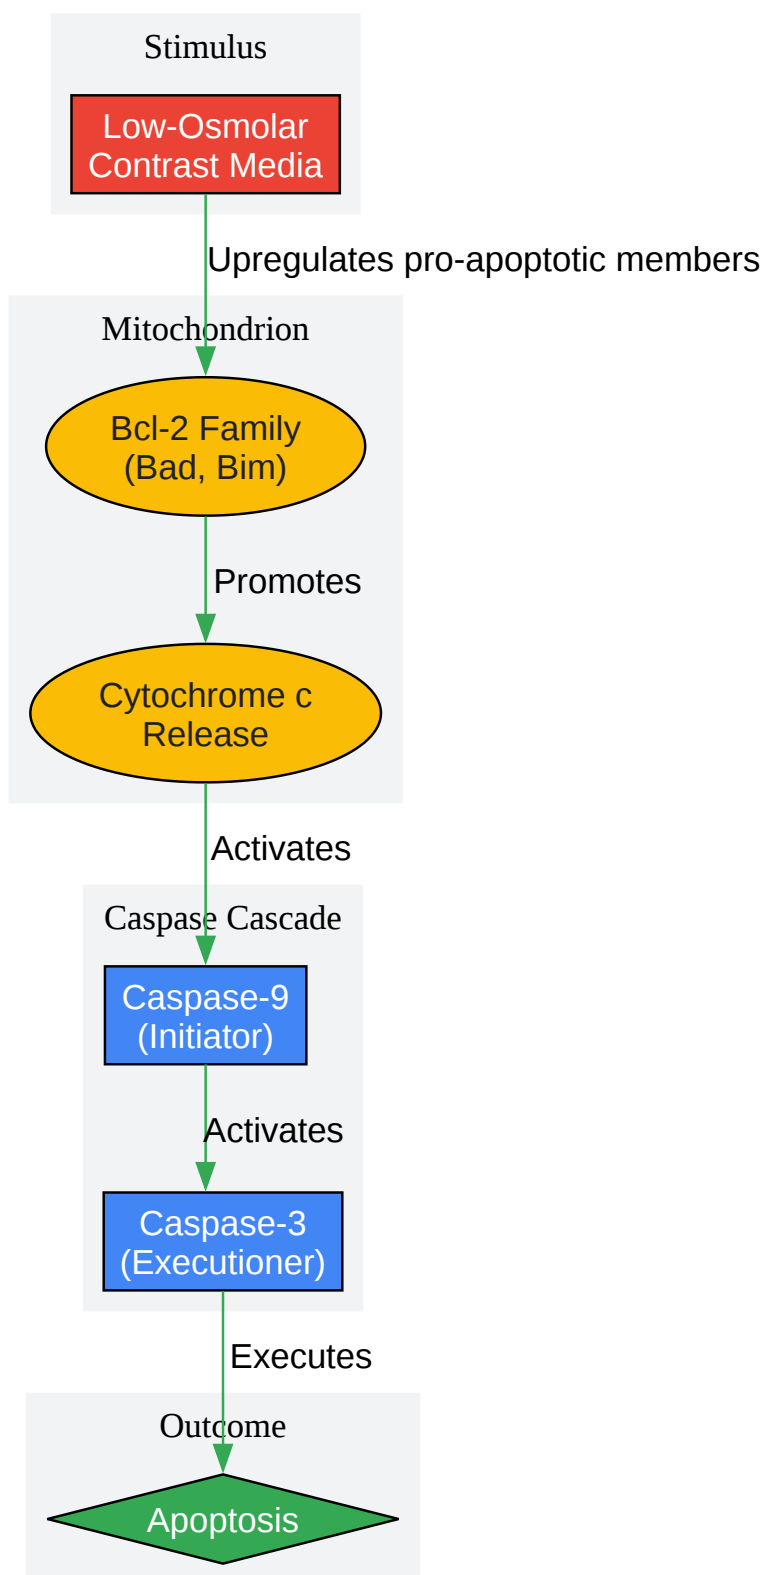 Stimulus
Low-Osmolar
Contrast Media
Upregulates pro-apoptotic members
Mitochondrion
Bcl-2 Family
(Bad, Bim)
Promotes
Cytochrome c
Release
Activates
Caspase Cascade
Caspase-9
(Initiator)
Activates
Caspase-3
(Executioner)
Executes
Outcome
Apoptosis